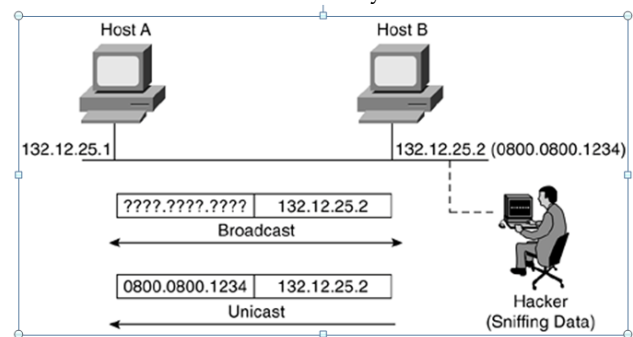 Host A
Host B
132.12.25.1
132.12.25.2 (0800.0800.1234)
????.????.???? 132.12.25.2
Broadcast
0800.0800.1234 132.12.25.2
Unicast
Hacker
(Sniffing Data)